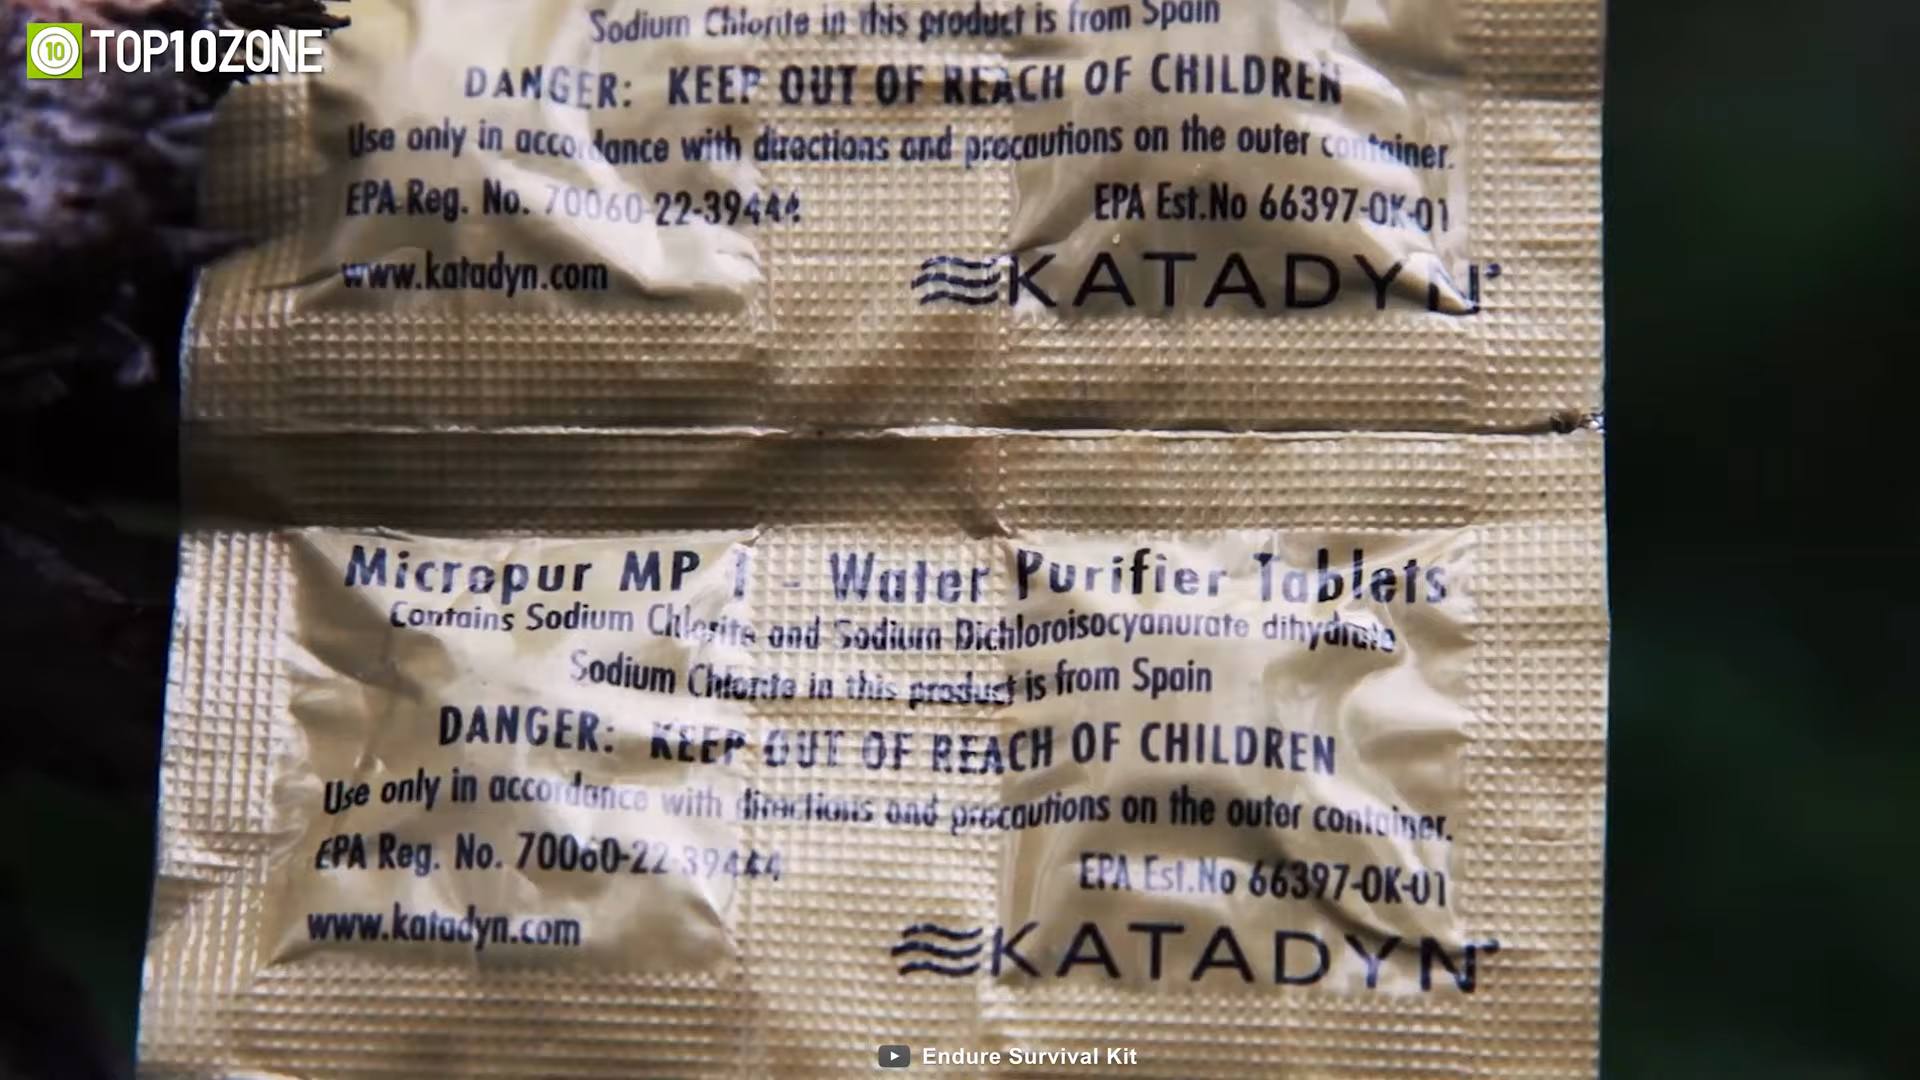 10 TOP10ZONE
Sodium Chlorite in this product is from Spain
DANGER: KEEP OUT OF REACH OF CHILDREN
Use only in accordance with directions and precautions on the outer container.
EPA Reg. No. 70060-22-39444 EPA Est.No 66397-OK-01
www.katadyn.com KATADYN
Micropur MP 1 - Water Purifier Tablets
Contains Sodium Chlorite and Sodium Dichloroisocyanurate dihydrate
Sodium Chlorite in this product is from Spain
DANGER: KEEP OUT OF REACH OF CHILDREN
Use only in accordance with directions and precautions on the outer container.
EPA Reg. No. 70060-22-39444 EPA Est.No 66397-OK-01
www.katadyn.com KATADYN
Endure Survival Kit